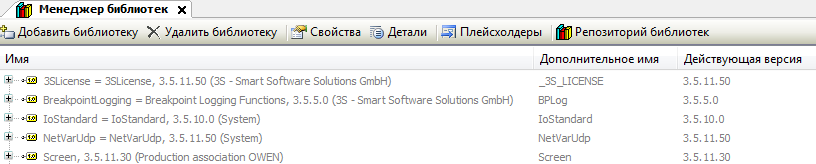 Менеджер библиотек
Добавить библиотеку Удалить библиотеку Свойства Детали Плейсхолдеры Репозиторий библиотек
Имя Дополнительное имя Действующая версия
3SLicense = 3SLicense, 3.5.11.50 (3S - Smart Software Solutions GmbH) _3S_LICENSE 3.5.11.50
BreakpointLogging = Breakpoint Logging Functions, 3.5.5.0 (3S - Smart Software Solutions GmbH) BPLog 3.5.5.0
IoStandard = IoStandard, 3.5.10.0 (System) IoStandard 3.5.10.0
NetVarUdp = NetVarUdp, 3.5.11.50 (System) NetVarUdp 3.5.11.50
Screen, 3.5.11.30 (Production association OWEN) Screen 3.5.11.30